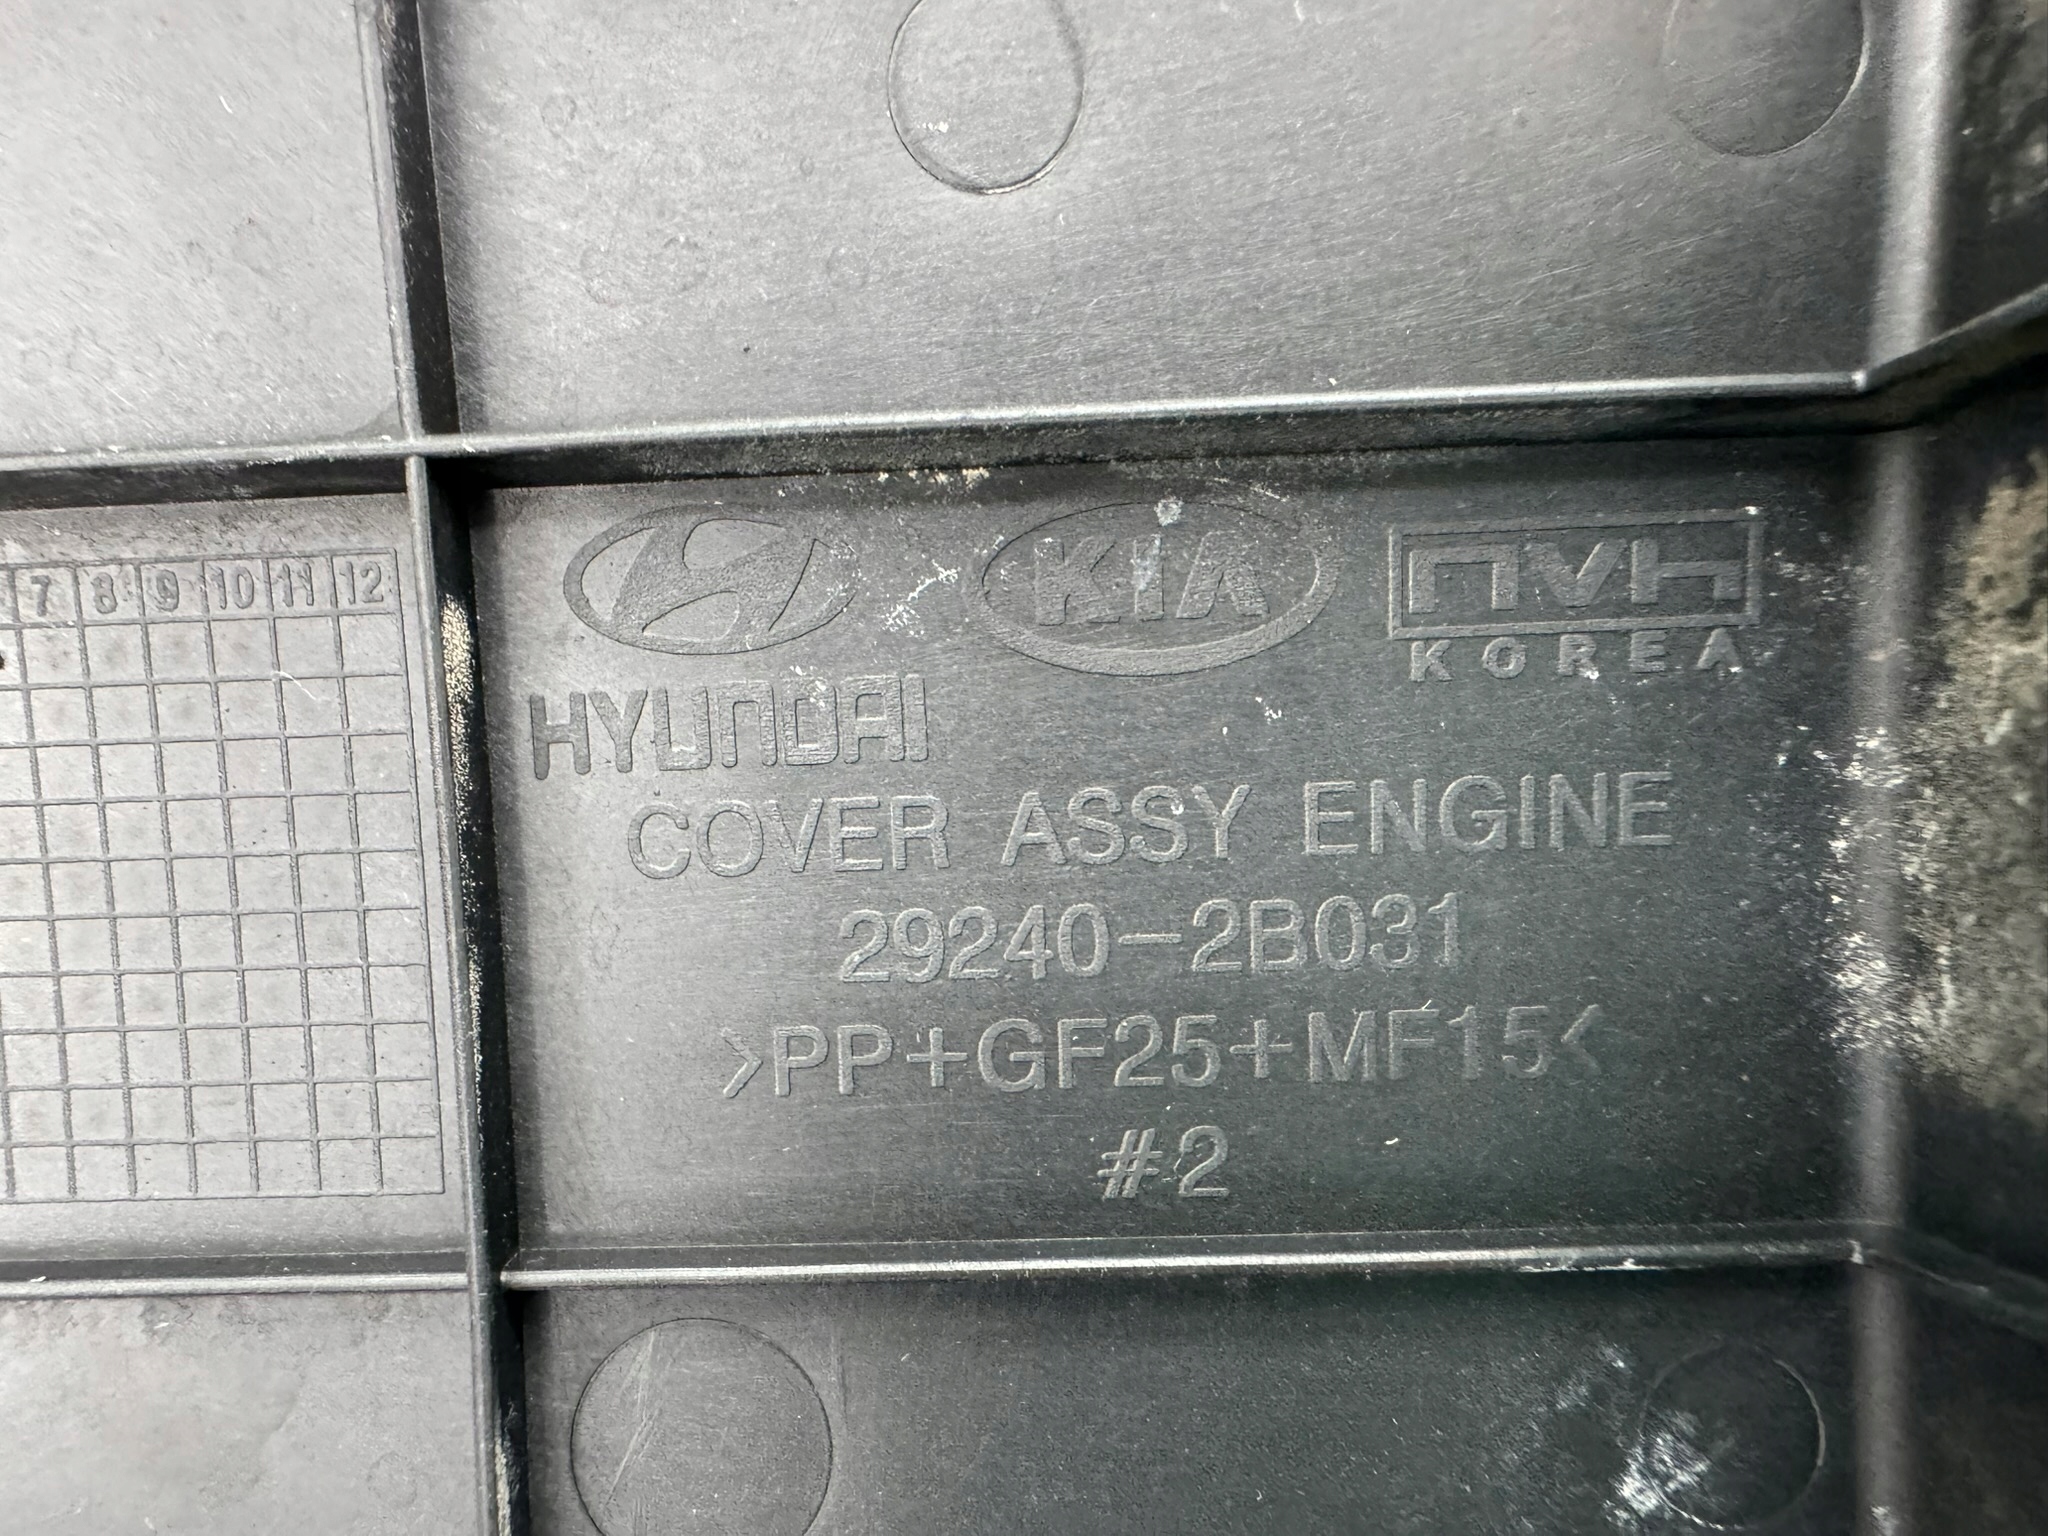 7 8 9 10 11 12
KIA NVH
KOREA
HYUNDAI
COVER ASSY ENGINE
29240-2B031
>PP+GF25+MF15<
#2